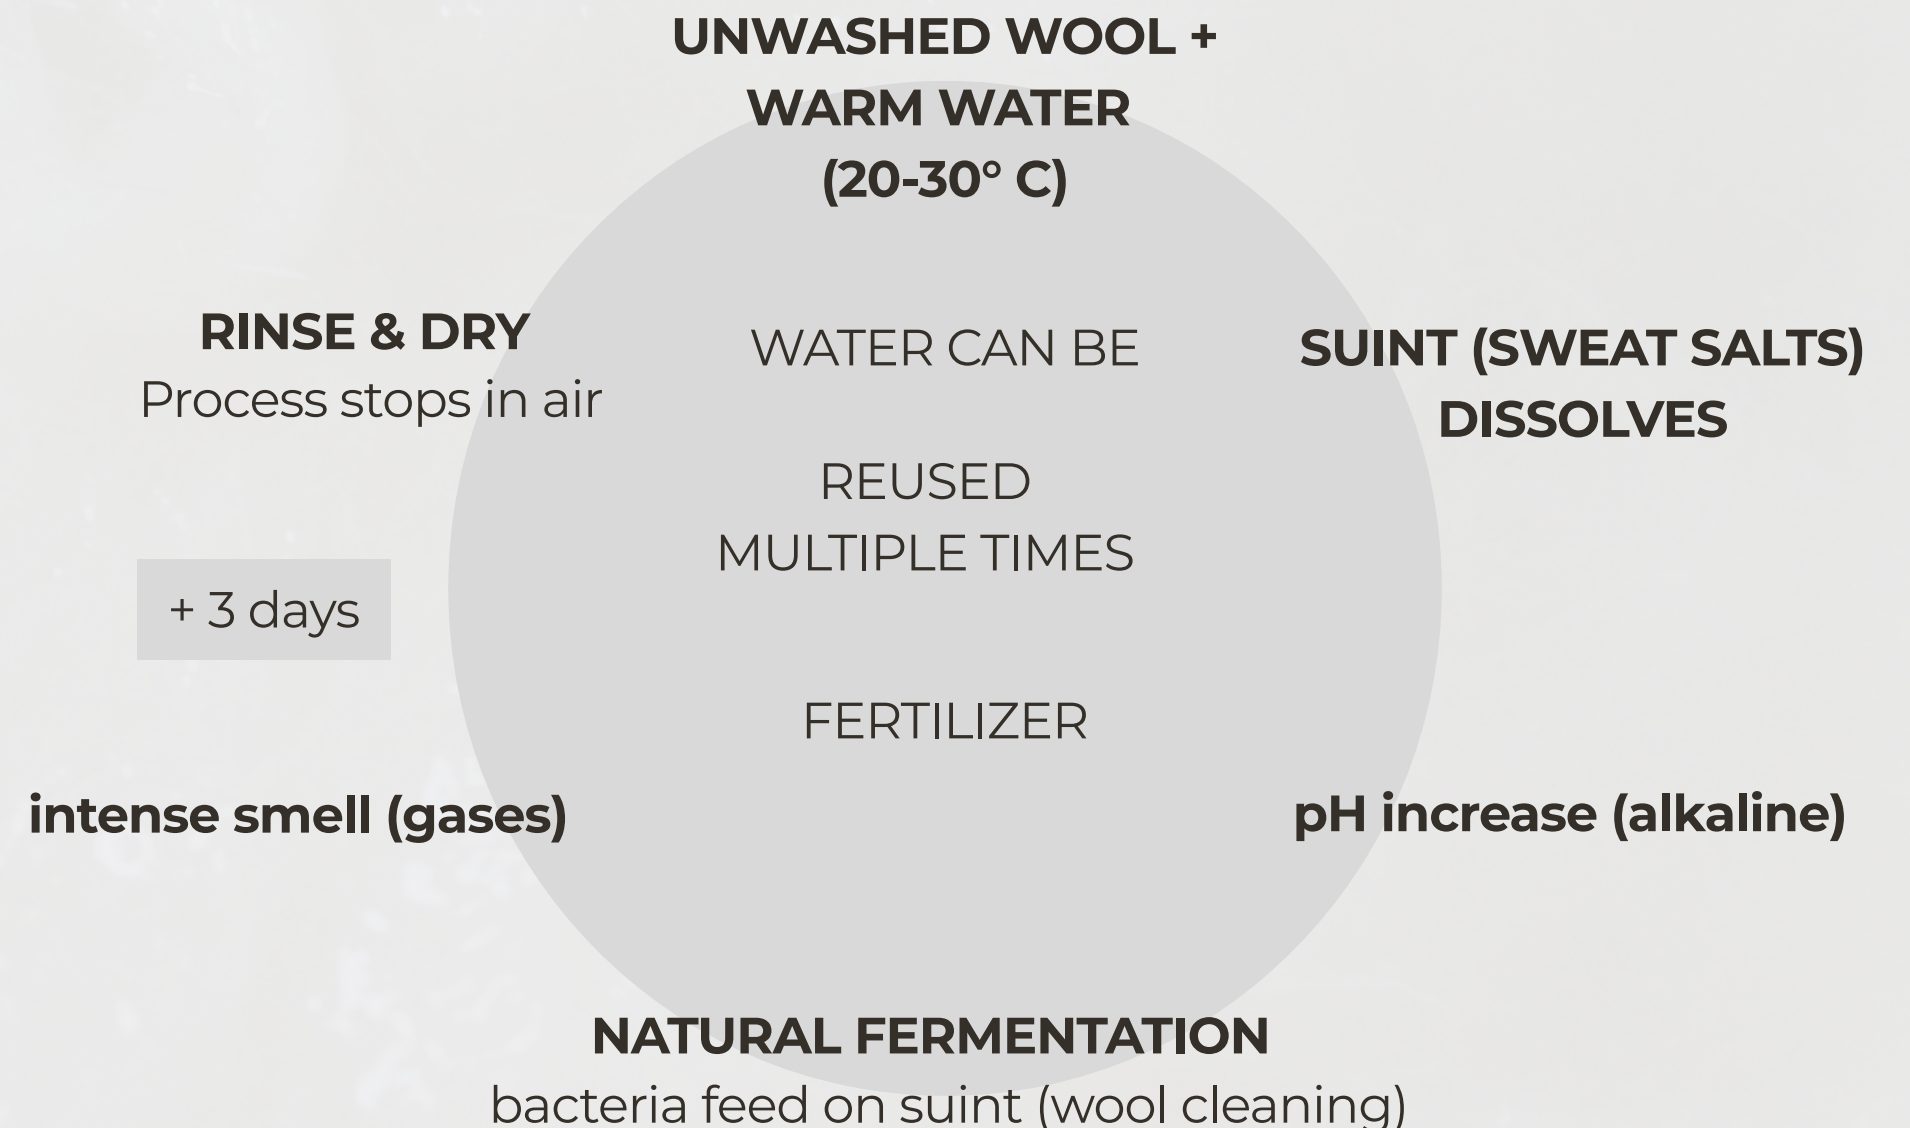 UNWASHED WOOL +
WARM WATER
(20-30° C)
RINSE & DRY
Process stops in air
WATER CAN BE
REUSED
MULTIPLE TIMES
SUINT (SWEAT SALTS)
DISSOLVES
+ 3 days
FERTILIZER
intense smell (gases)
pH increase (alkaline)
NATURAL FERMENTATION
bacteria feed on suint (wool cleaning)